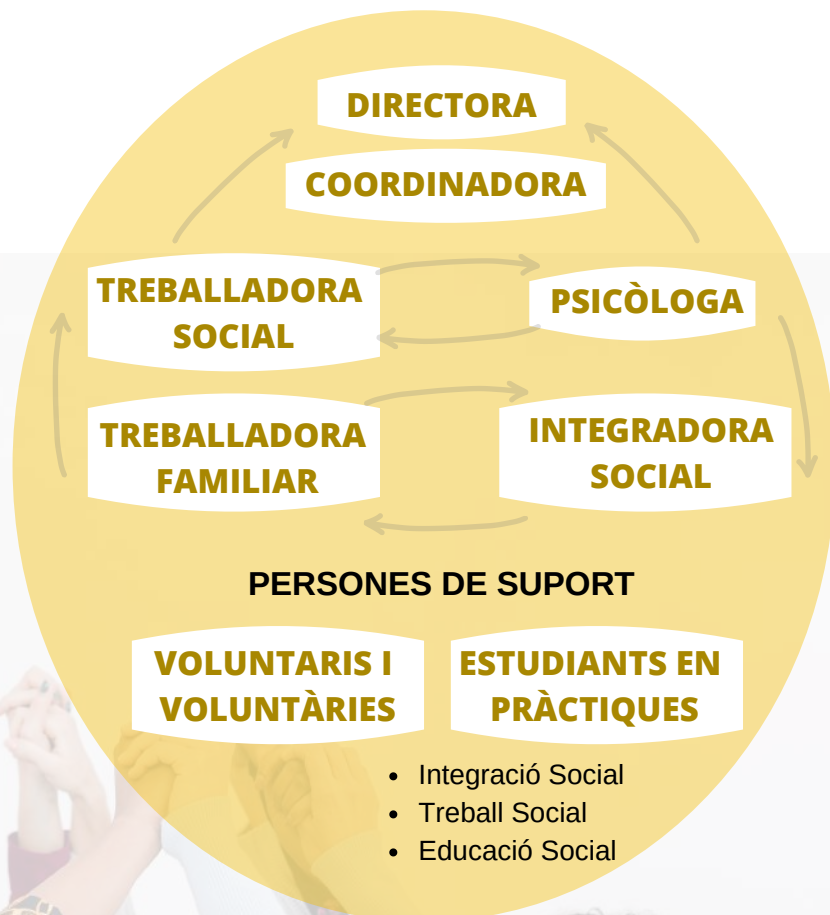 DIRECTORA
COORDINADORA
TREBALLADORA
SOCIAL
PSICÒLOGA
TREBALLADORA
FAMILIAR
INTEGRADORA
SOCIAL
PERSONES DE SUPORT
VOLUNTARIS I
VOLUNTÀRIES
ESTUDIANTS EN
PRÀCTIQUES
• Integració Social
• Treball Social
• Educació Social